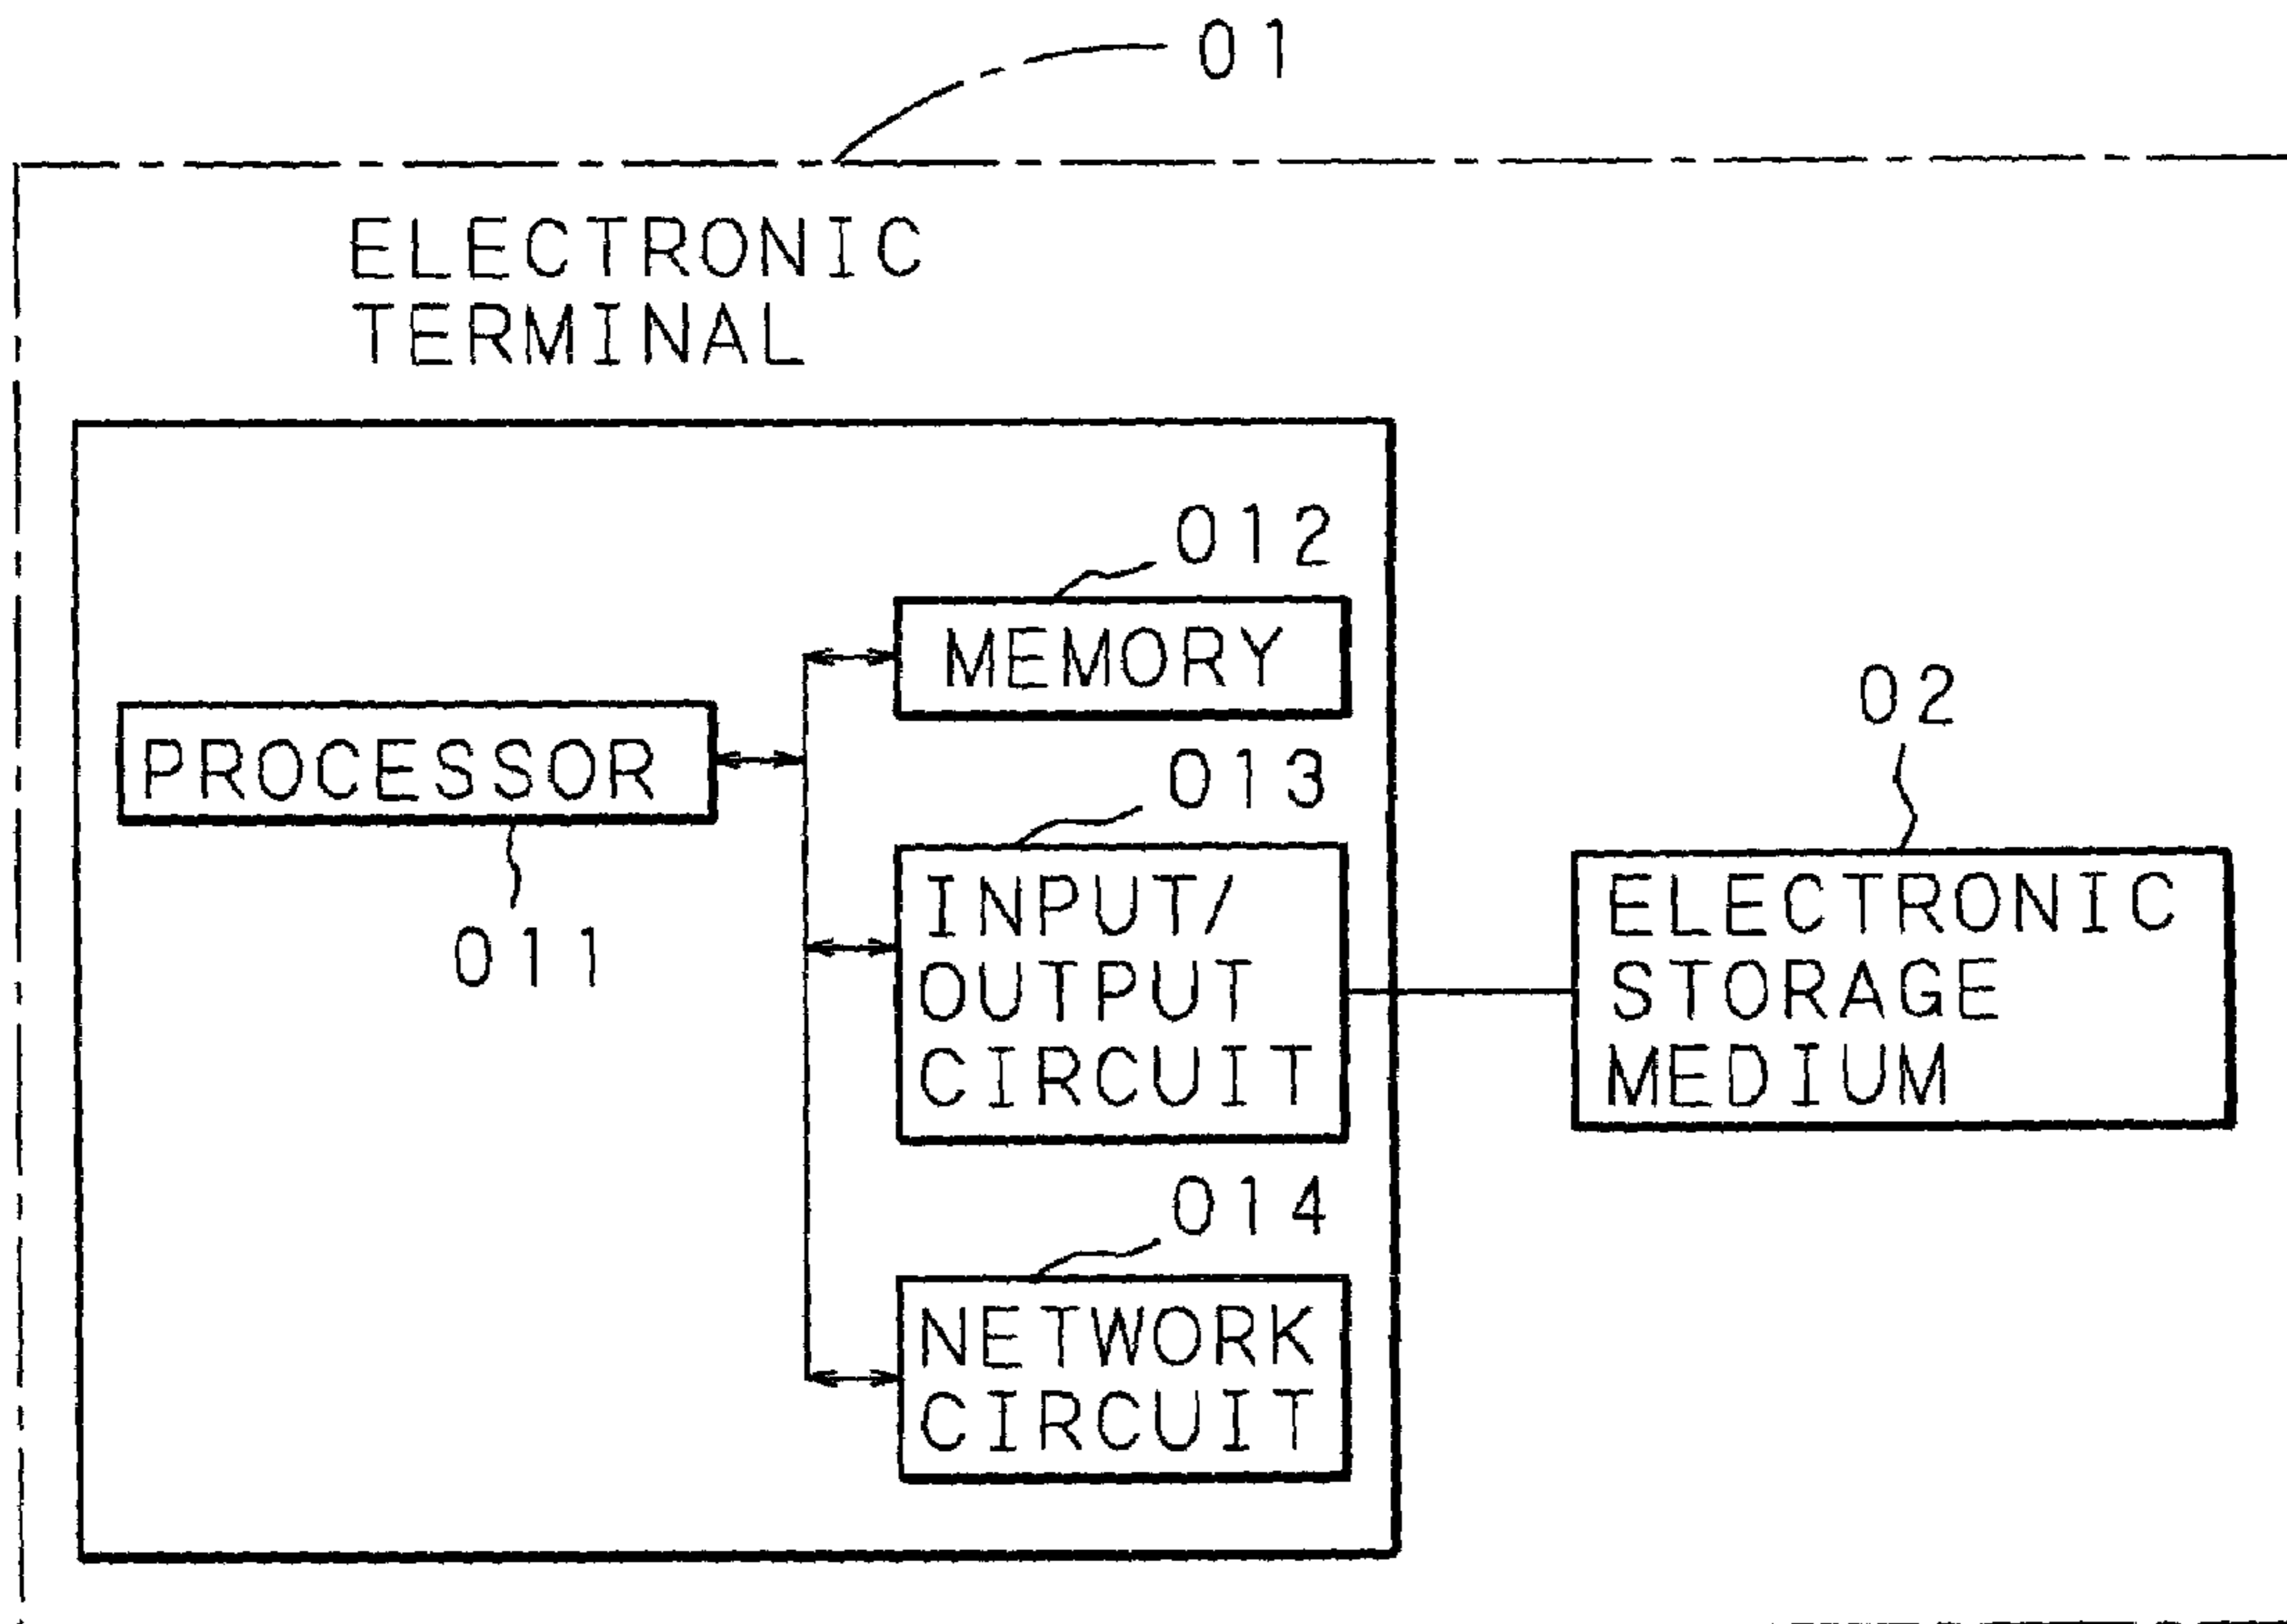 01
ELECTRONIC
TERMINAL
012
MEMORY
02
PROCESSOR
013
011
INPUT/
OUTPUT
CIRCUIT
ELECTRONIC
STORAGE
MEDIUM
014
NETWORK
CIRCUIT